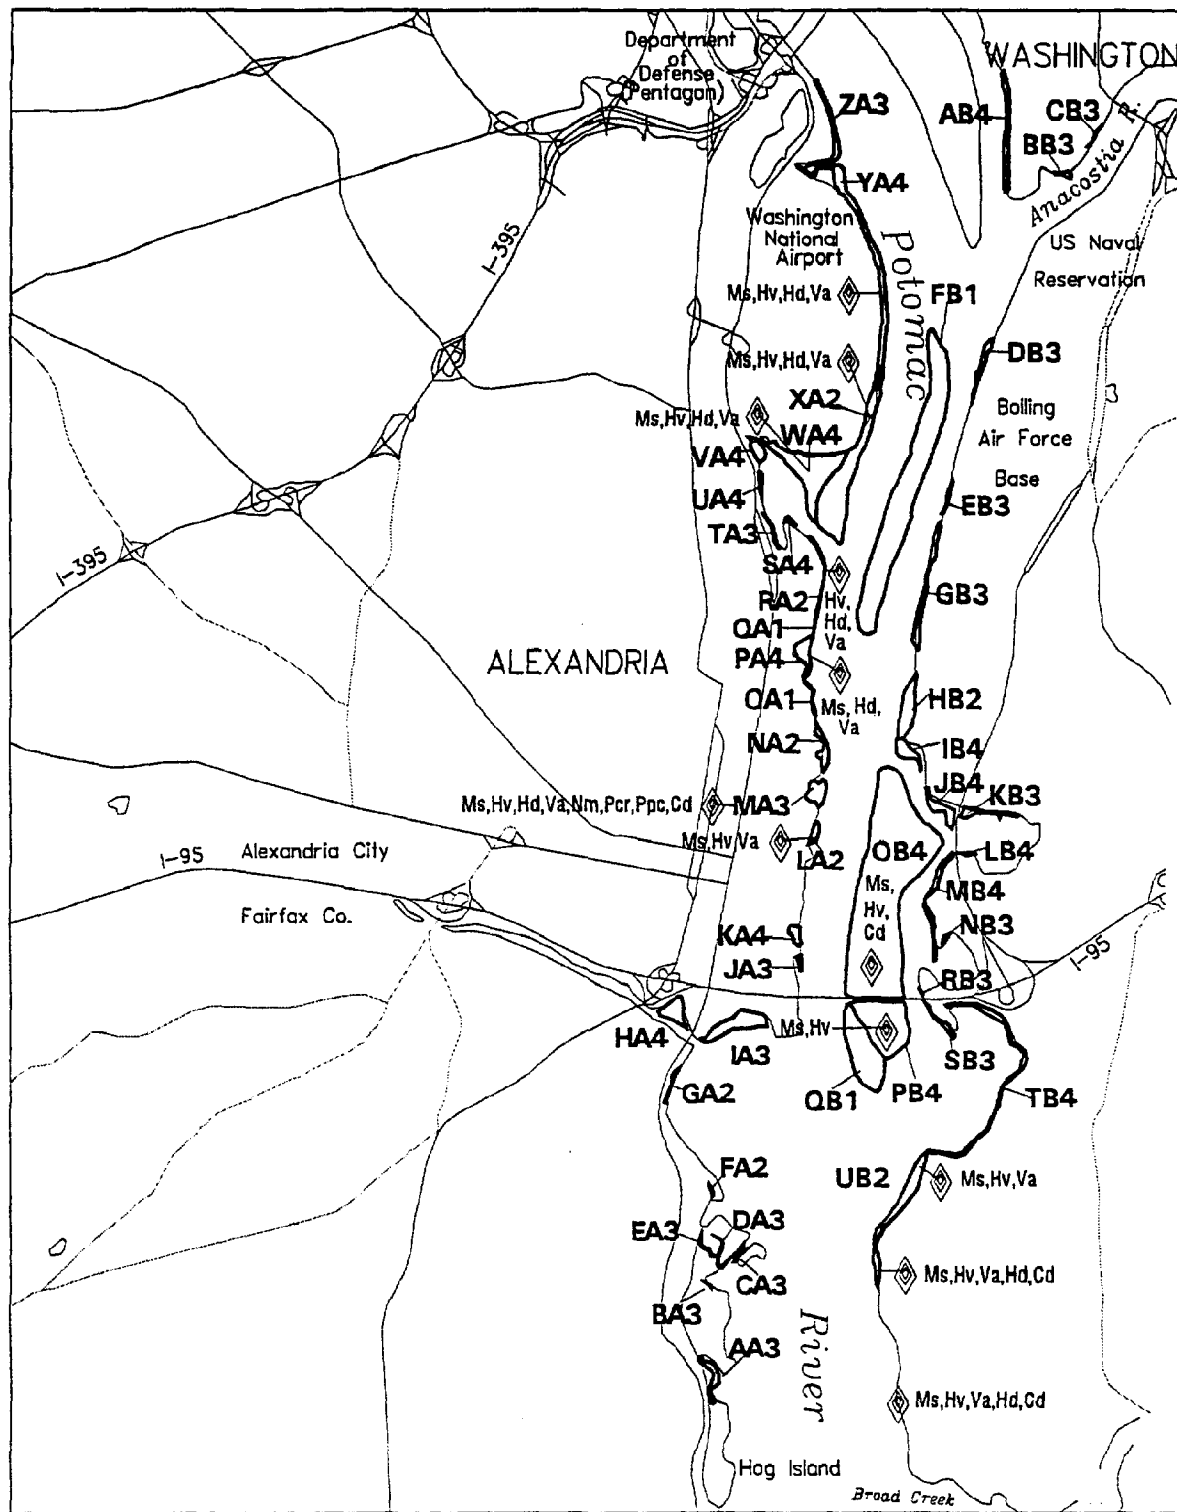 Department
of
Defense
(Pentagon)
WASHINGTON
ZA3
AB4
CB3
BB3
Anacostia R.
YA4
Washington
National
Airport
US Naval
Reservation
I-395
Potomac
Ms,Hv,Hd,Va
FB1
DB3
Ms,Hv,Hd,Va
XA2
Bolling
Air Force
Base
Ms,Hv,Hd,Va
WA4
VA4
UA4
EB3
TA3
I-395
SA4
RA2
Hv,
Hd,
Va
GB3
QA1
PA4
ALEXANDRIA
OA1
Ms,Hd,
Va
HB2
NA2
IB4
JB4
KB3
Ms,Hv,Hd,Va,Nm,Pcr,Ppc,Cd
MA3
Ms,Hv,Va
LA2
OB4
LB4
I-95
Alexandria City
Fairfax Co.
Ms,
Hv,
Cd
MB4
NB3
KA4
JA3
I-95
RB3
HA4
IA3
Ms,Hv
SB3
GA2
QB1
PB4
TB4
FA2
UB2
Ms,Hv,Va
EA3
DA3
CA3
Ms,Hv,Va,Hd,Cd
BA3
River
AA3
Ms,Hv,Va,Hd,Cd
Hog Island
Broad Creek